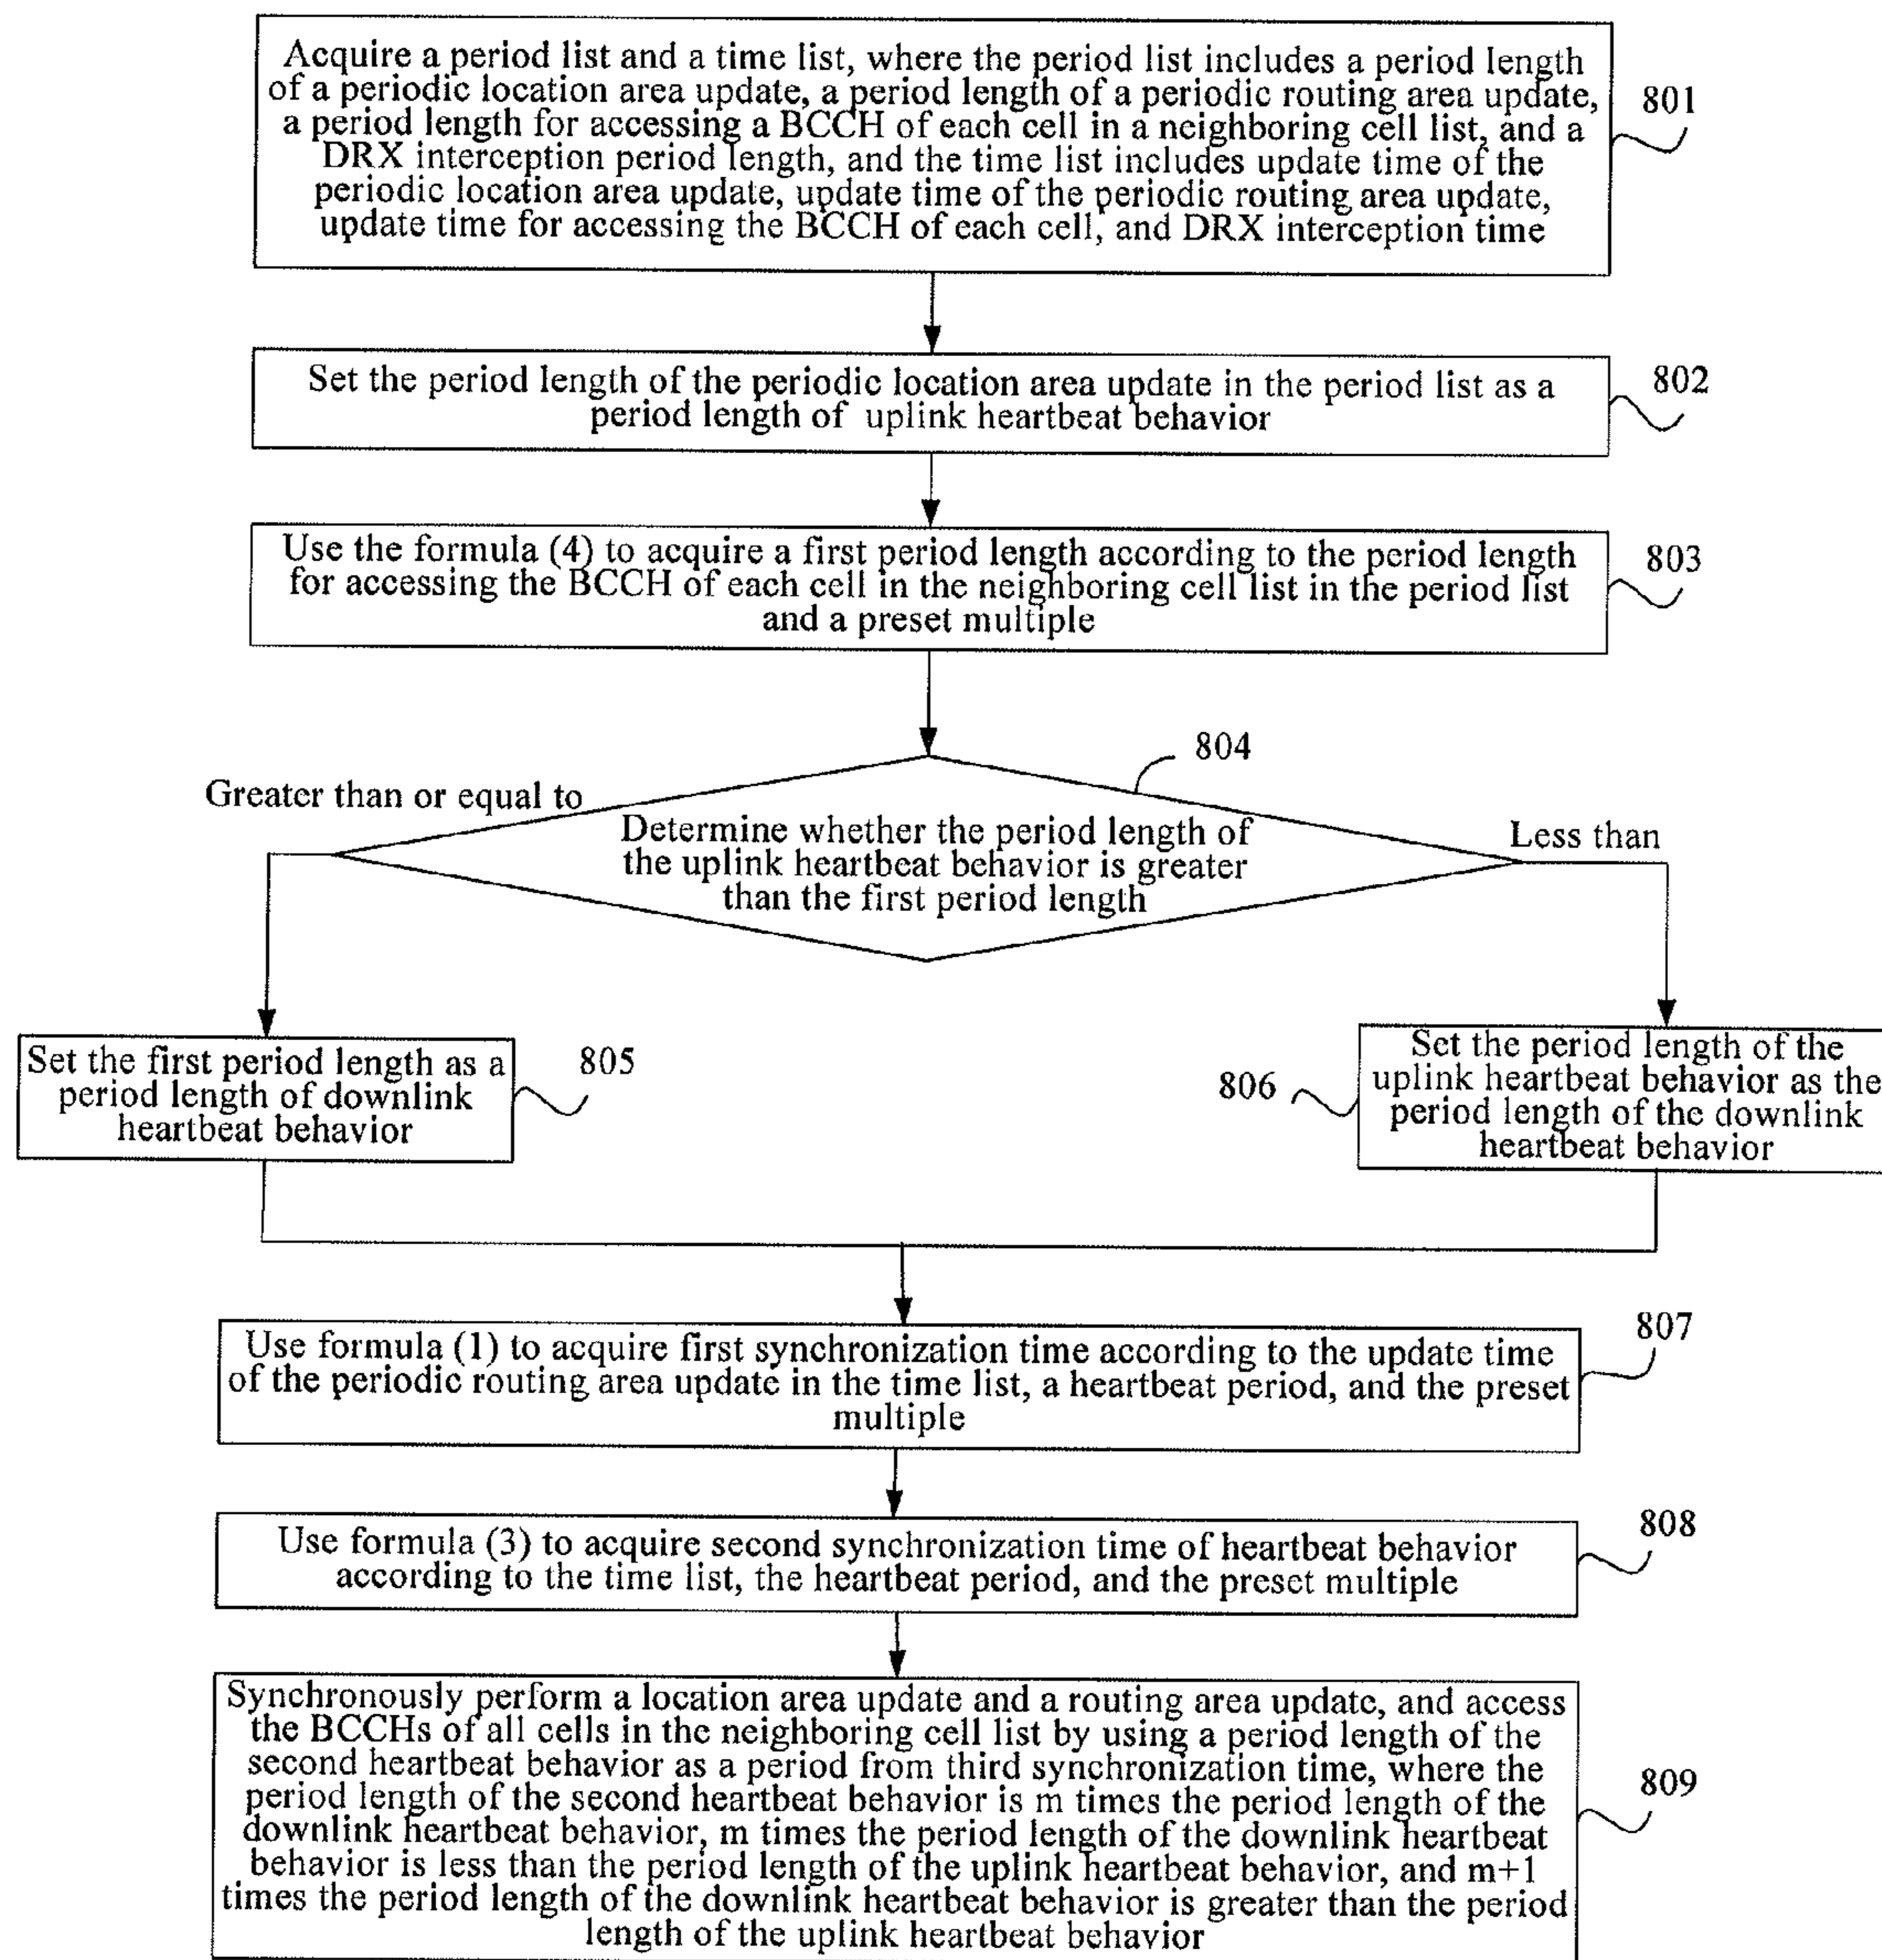 Acquire a period list and a time list, where the period list includes a period length
of a periodic location area update, a period length of a periodic routing area update,
a period length for accessing a BCCH of each cell in a neighboring cell list, and a
DRX interception period length, and the time list includes update time of the
periodic location area update, update time of the periodic routing area update,
update time for accessing the BCCH of each cell, and DRX interception time
801
Set the period length of the periodic location area update in the period list as a
period length of uplink heartbeat behavior
802
Use the formula (4) to acquire a first period length according to the period length
for accessing the BCCH of each cell in the neighboring cell list in the period list
and a preset multiple
803
804
Greater than or equal to
Determine whether the period length of
the uplink heartbeat behavior is greater
than the first period length
Less than
Set the first period length as a
period length of downlink
heartbeat behavior
805
806
Set the period length of the
uplink heartbeat behavior as the
period length of the downlink
heartbeat behavior
Use formula (1) to acquire first synchronization time according to the update time
of the periodic routing area update in the time list, a heartbeat period, and the preset
multiple
807
Use formula (3) to acquire second synchronization time of heartbeat behavior
according to the time list, the heartbeat period, and the preset multiple
808
Synchronously perform a location area update and a routing area update, and access
the BCCHs of all cells in the neighboring cell list by using a period length of the
second heartbeat behavior as a period from third synchronization time, where the
period length of the second heartbeat behavior is m times the period length of the
downlink heartbeat behavior, m times the period length of the downlink heartbeat
behavior is less than the period length of the uplink heartbeat behavior, and m+1
times the period length of the downlink heartbeat behavior is greater than the period
length of the uplink heartbeat behavior
809